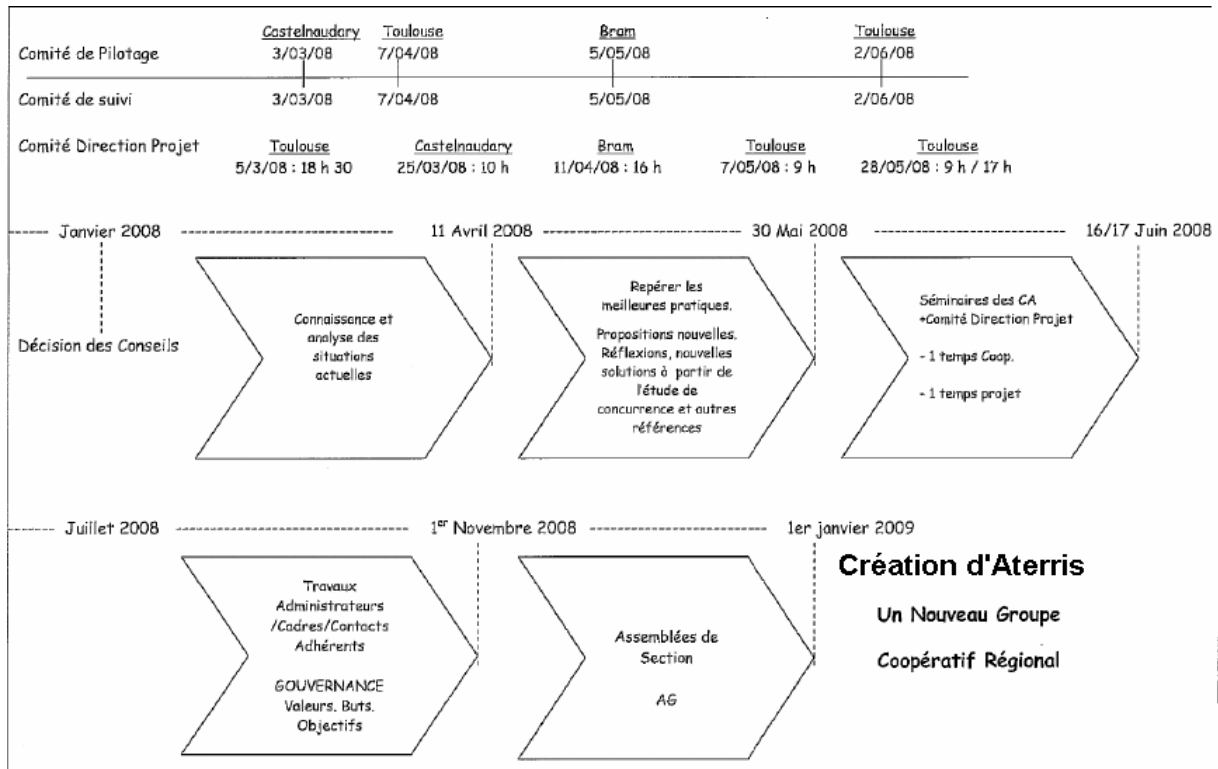 Castelnaudary Toulouse Bram Toulouse
Comité de Pilotage 3/03/08 7/04/08 5/05/08 2/06/08
Comité de suivi 3/03/08 7/04/08 5/05/08 2/06/08
Comité Direction Projet Toulouse Castelnaudary Bram Toulouse Toulouse
5/3/08 : 18 h 30 25/03/08 : 10 h 11/04/08 : 16 h 7/05/08 : 9 h 28/05/08 : 9 h / 17 h
Janvier 2008 11 Avril 2008 30 Mai 2008 16/17 Juin 2008
Décision des Conseils
Connaissance et
analyse des
situations
actuelles
Repérer les
meilleures pratiques.
Propositions nouvelles.
Réflexions, nouvelles
solutions à partir de
l'étude de
concurrence et autres
références
Séminaires des CA
+Comité Direction Projet
- 1 temps Coop.
- 1 temps projet
Juillet 2008 1er Novembre 2008 1er janvier 2009
Travaux
Administrateurs
/Cadres/Contacts
Adhérents
GOUVERNANCE
Valeurs. Buts.
Objectifs
Assemblées de
Section
AG
Création d'Aterris
Un Nouveau Groupe
Coopératif Régional